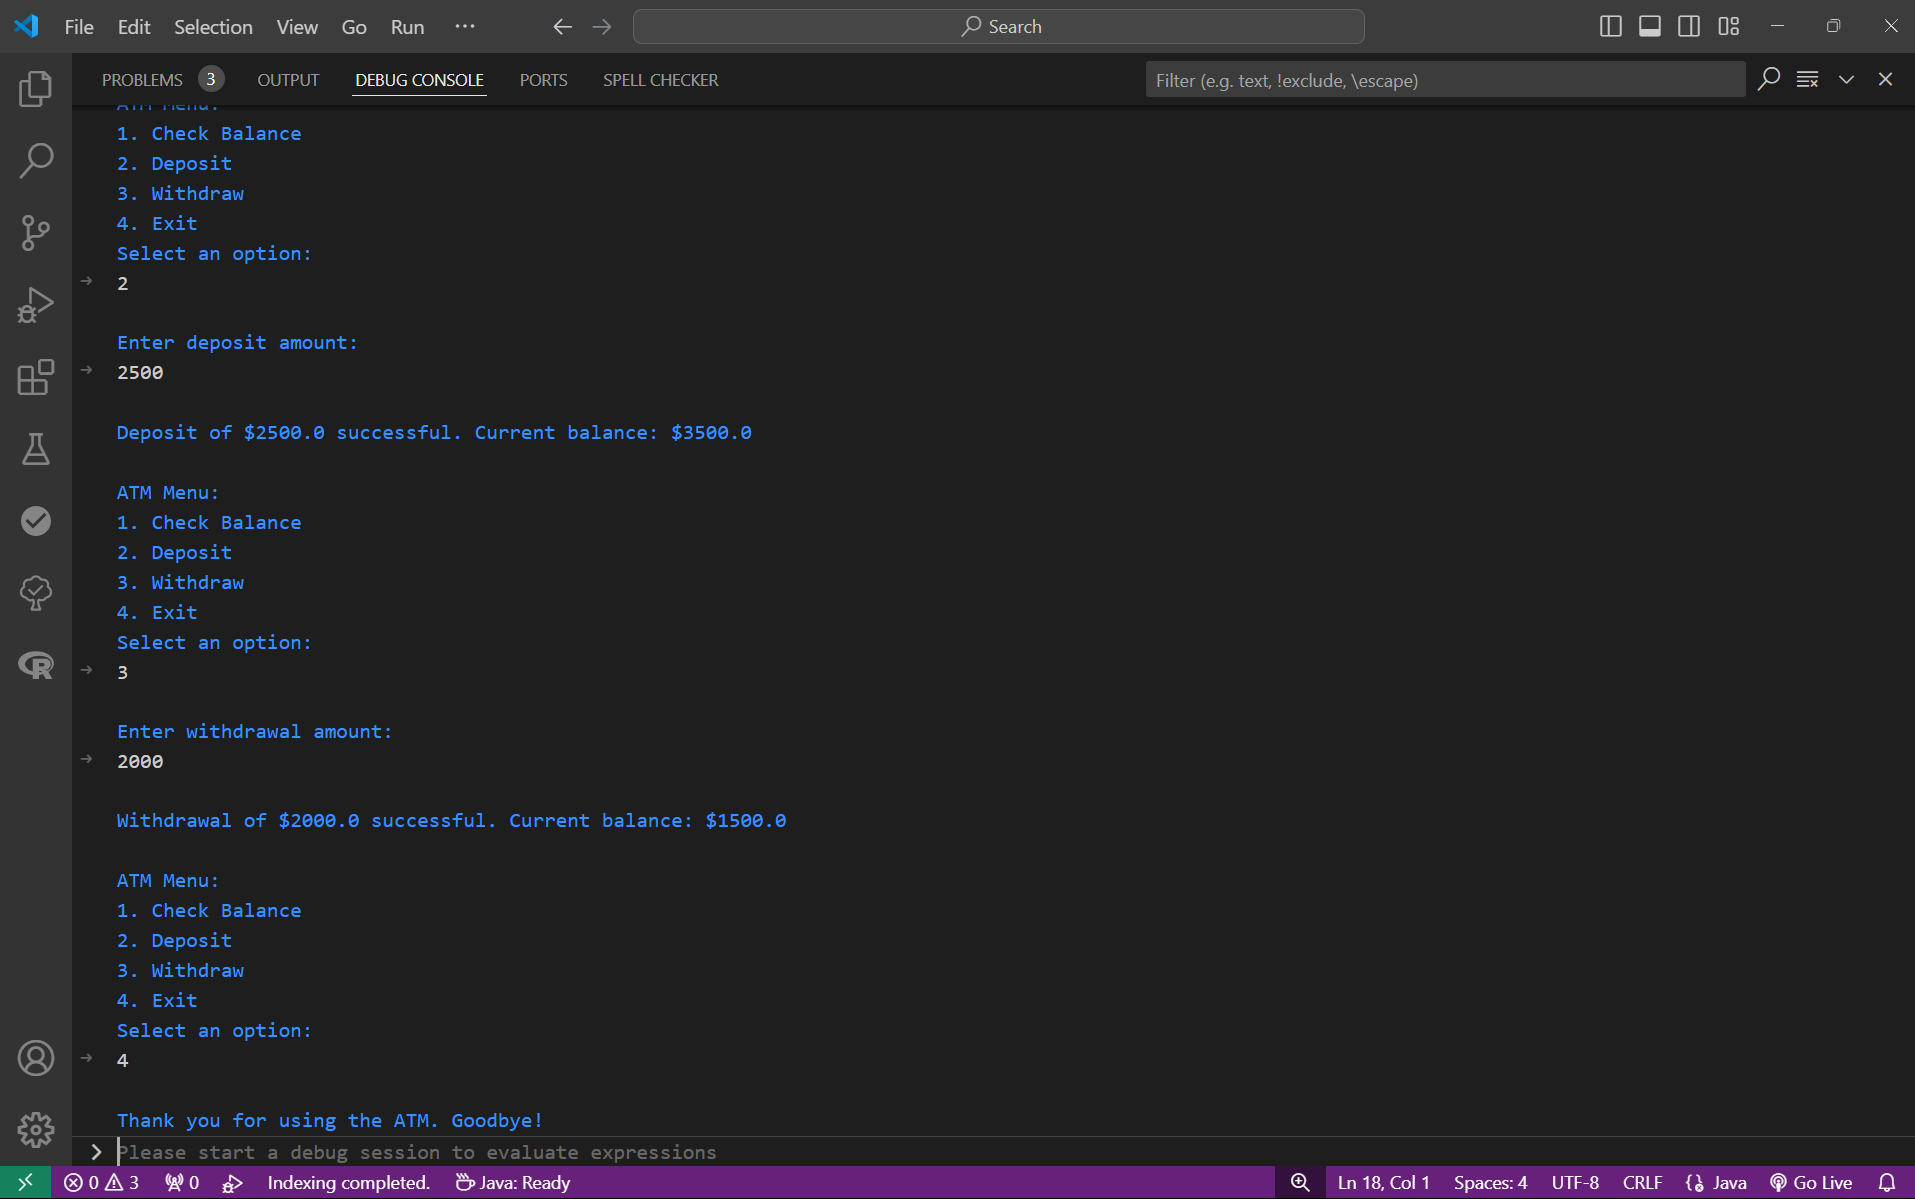 File Edit Selection View Go Run ··· Search
PROBLEMS 3 OUTPUT DEBUG CONSOLE PORTS SPELL CHECKER Filter (e.g. text, !exclude, \escape)
ATM Menu:
1. Check Balance
2. Deposit
3. Withdraw
4. Exit
Select an option:
2
Enter deposit amount:
2500
Deposit of $2500.0 successful. Current balance: $3500.0
ATM Menu:
1. Check Balance
2. Deposit
3. Withdraw
4. Exit
Select an option:
3
Enter withdrawal amount:
2000
Withdrawal of $2000.0 successful. Current balance: $1500.0
ATM Menu:
1. Check Balance
2. Deposit
3. Withdraw
4. Exit
Select an option:
4
Thank you for using the ATM. Goodbye!
Please start a debug session to evaluate expressions
0 3 0 Indexing completed. Java: Ready Ln 18, Col 1 Spaces: 4 UTF-8 CRLF Java Go Live